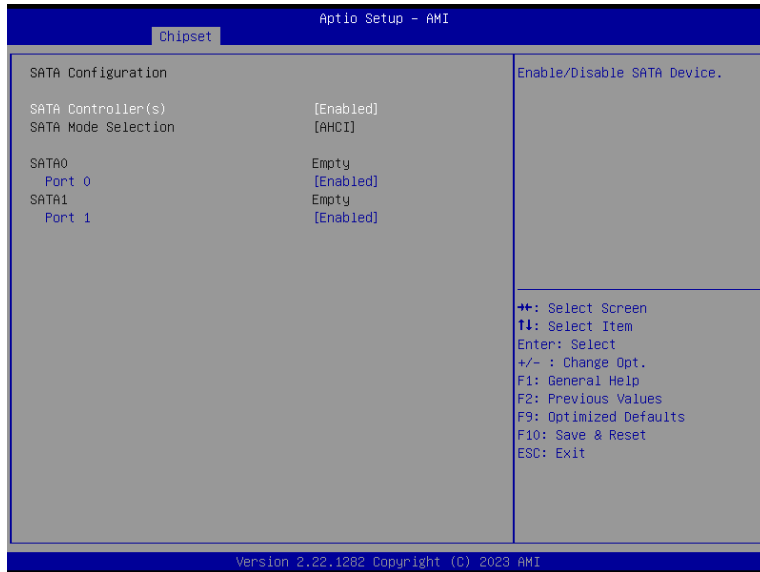 Aptio Setup – AMI
Chipset
SATA Configuration
SATA Controller(s) [Enabled]
SATA Mode Selection [AHCI]
SATA0 Empty
Port 0 [Enabled]
SATA1 Empty
Port 1 [Enabled]
Enable/Disable SATA Device.
→←: Select Screen
↑↓: Select Item
Enter: Select
+/– : Change Opt.
F1: General Help
F2: Previous Values
F9: Optimized Defaults
F10: Save & Reset
ESC: Exit
Version 2.22.1282 Copyright (C) 2023 AMI